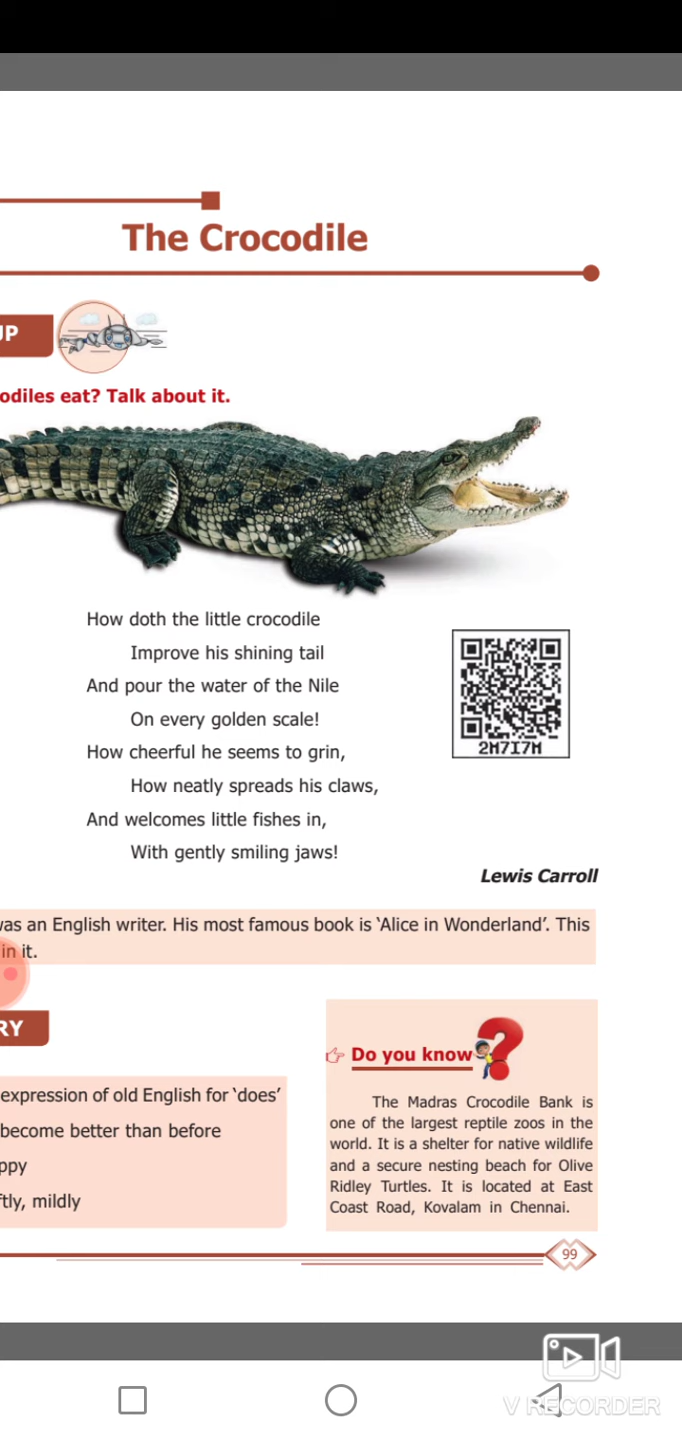 The Crocodile
UP
odiles eat? Talk about it.
How doth the little crocodile
Improve his shining tail
And pour the water of the Nile
On every golden scale!
How cheerful he seems to grin,
How neatly spreads his claws,
And welcomes little fishes in,
With gently smiling jaws!
2M7I7M
Lewis Carroll
was an English writer. His most famous book is ‘Alice in Wonderland’. This
in it.
RY
expression of old English for ‘does’
become better than before
ppy
ftly, mildly
Do you know
The Madras Crocodile Bank is
one of the largest reptile zoos in the
world. It is a shelter for native wildlife
and a secure nesting beach for Olive
Ridley Turtles. It is located at East
Coast Road, Kovalam in Chennai.
99
V RECORDER